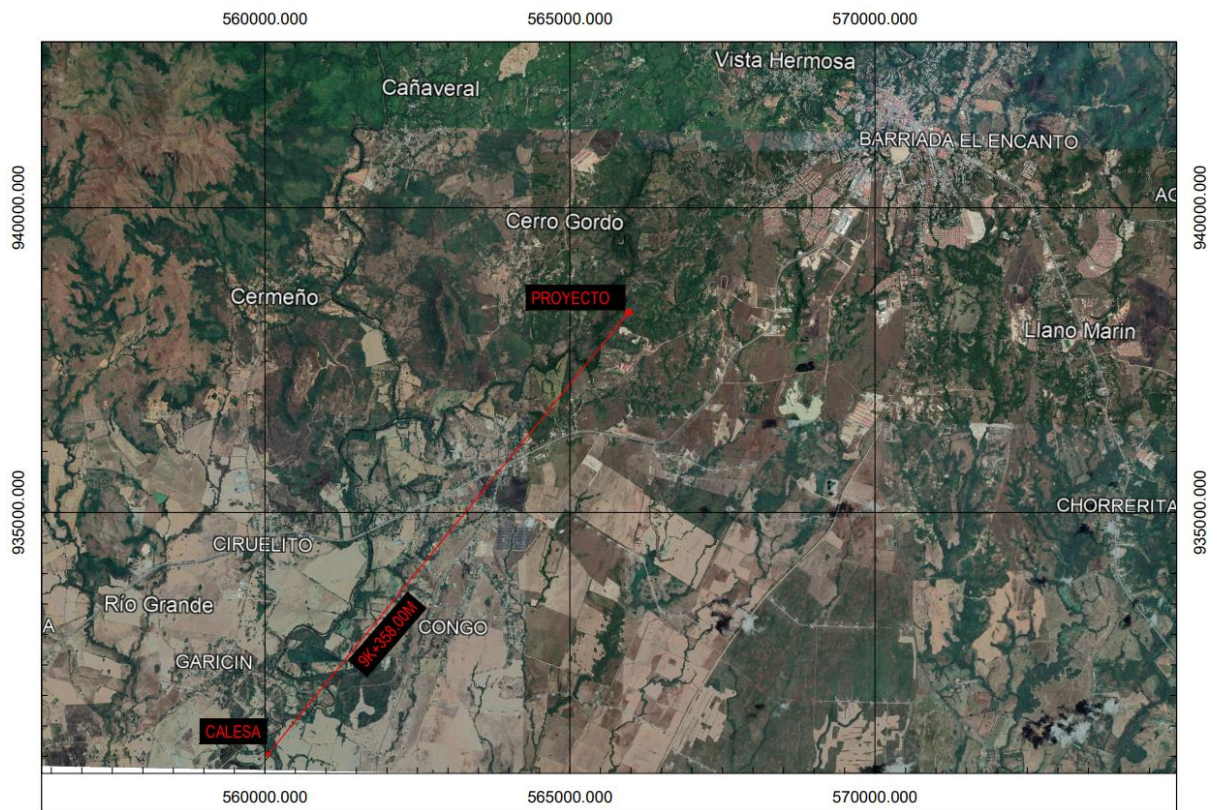 560000.000 565000.000 570000.000
Vista Hermosa
Cañaveral
BARRIADA EL ENCANTO
940000.000
940000.000
Cerro Gordo
Cermeño
PROYECTO
Llano Marin
935000.000
935000.000
CHORRERITA
CIRUELITO
Río Grande
9K+358.00M
CONGO
A
GARICIN
CALESA
560000.000 565000.000 570000.000